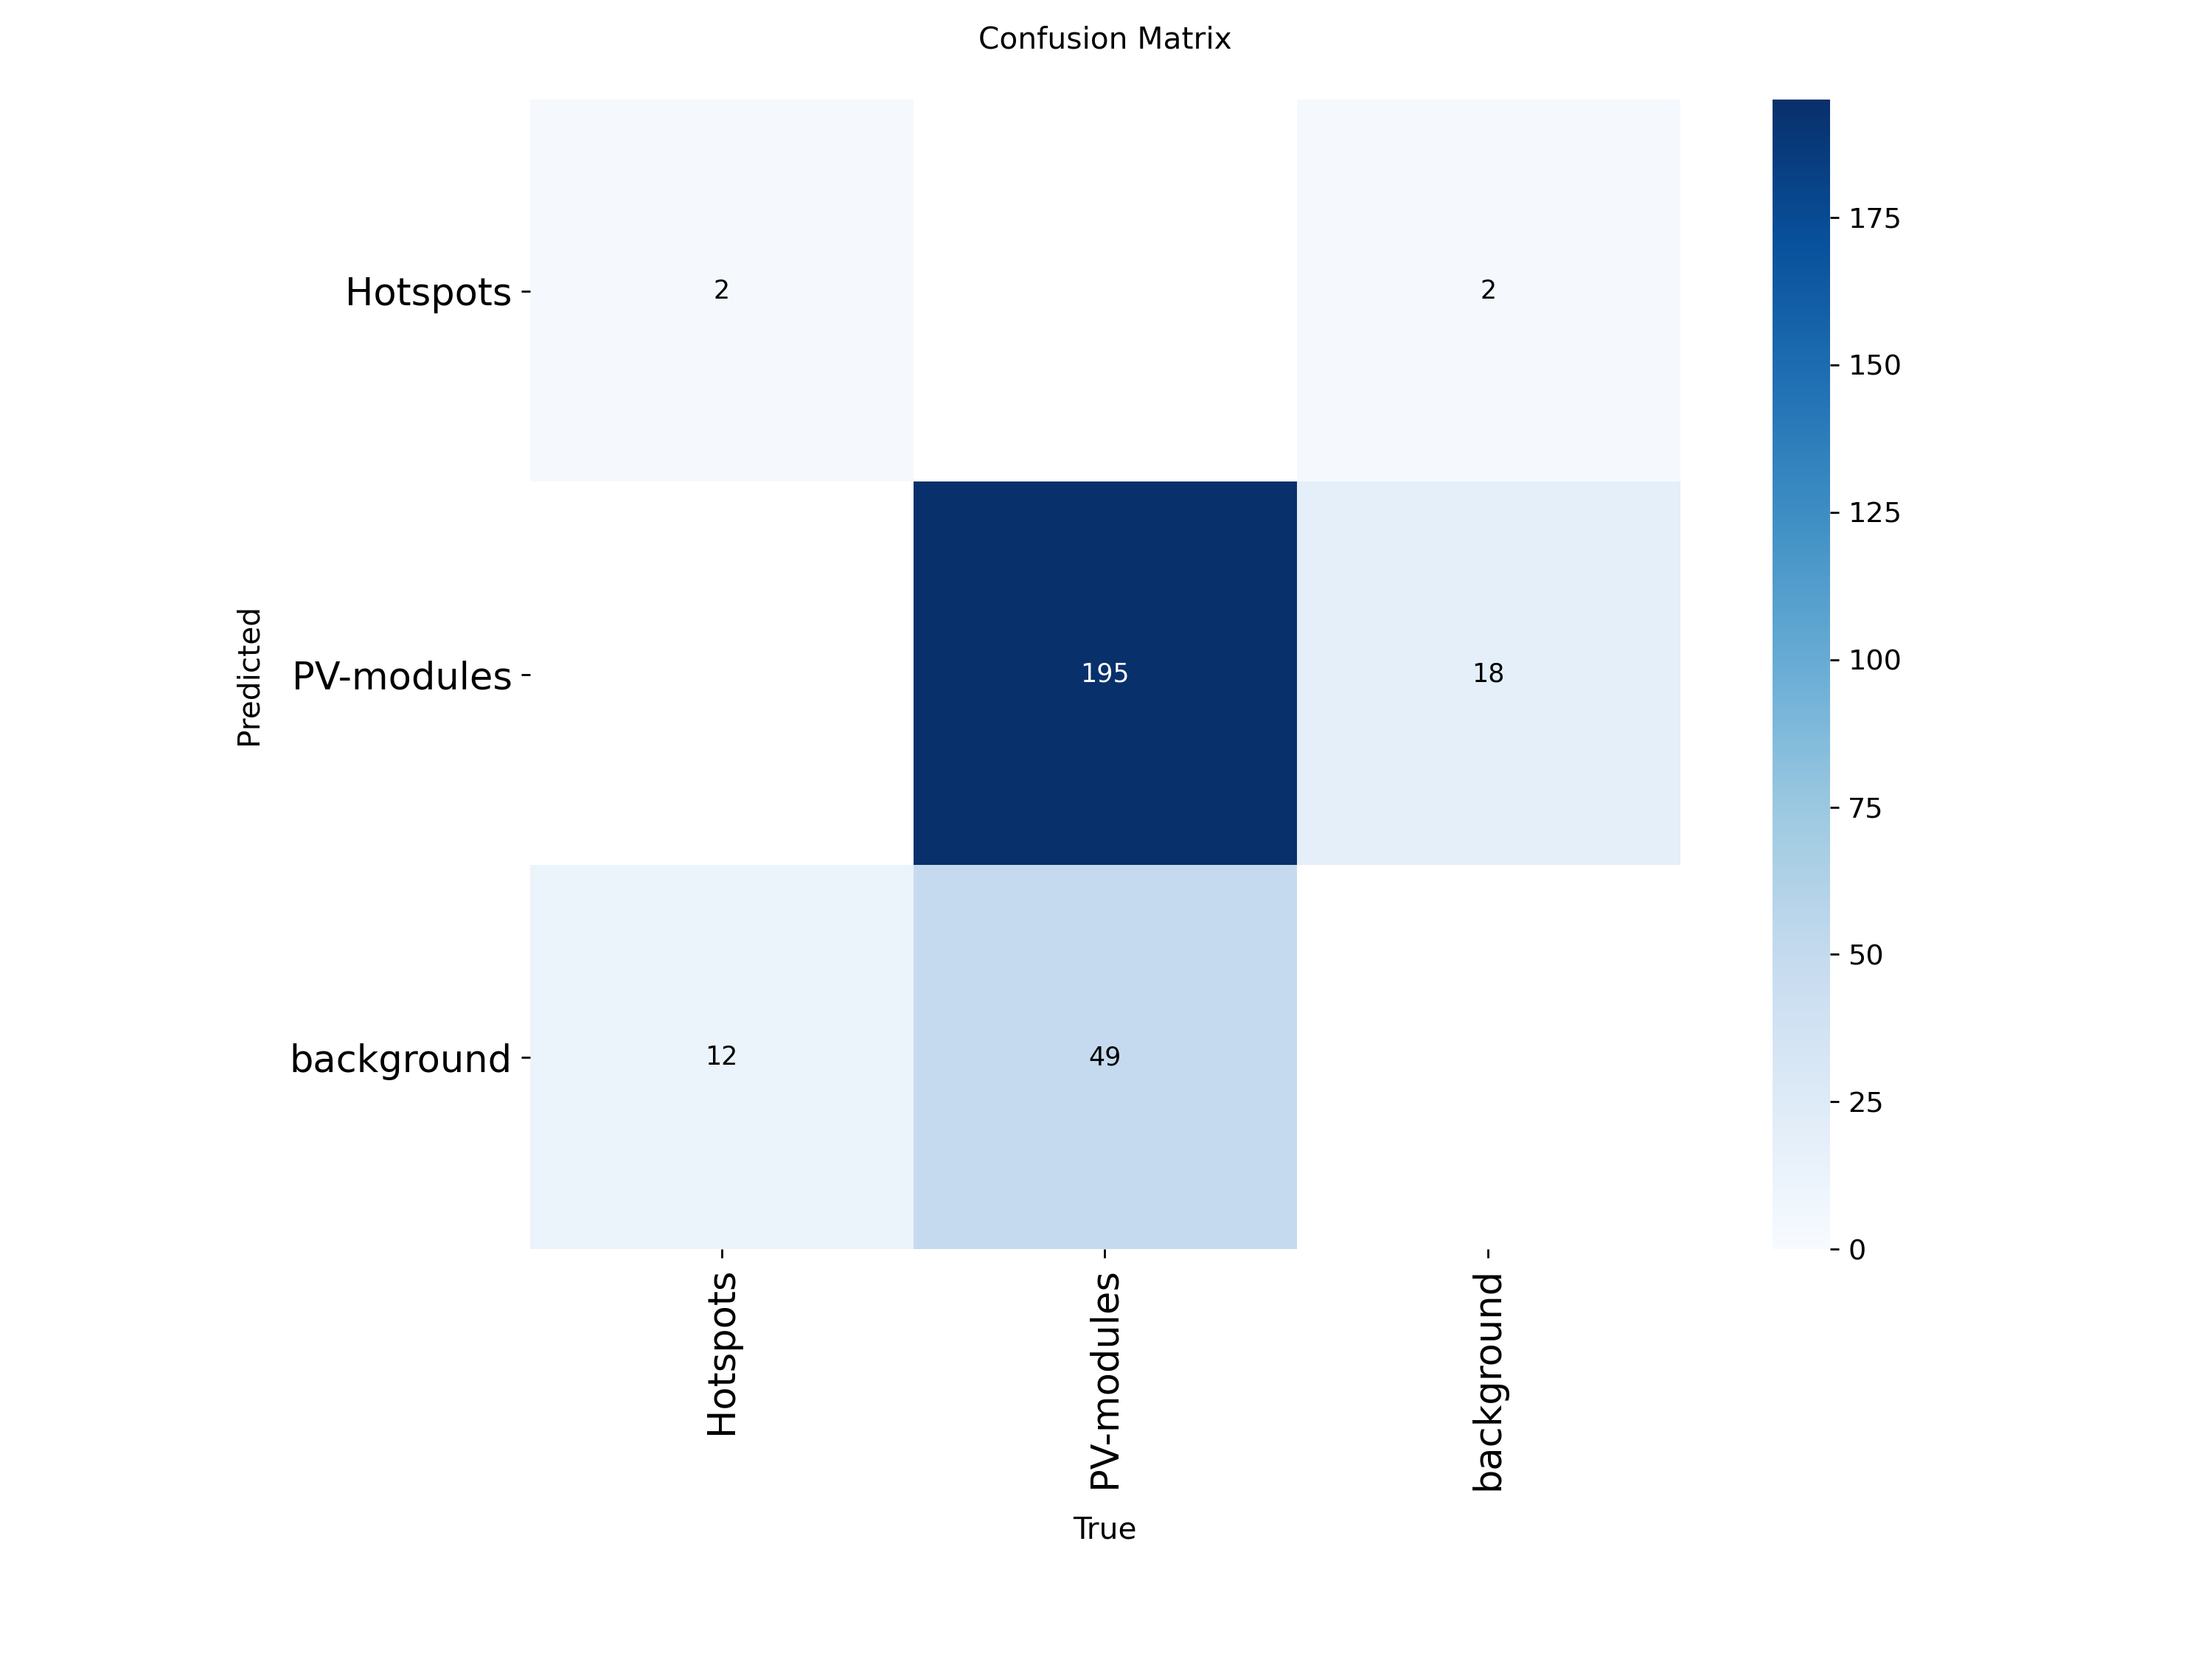 Confusion Matrix
Hotspots
2
2
PV-modules
195
18
background
12
49
Predicted
Hotspots
PV-modules
background
True
175
150
125
100
75
50
25
0